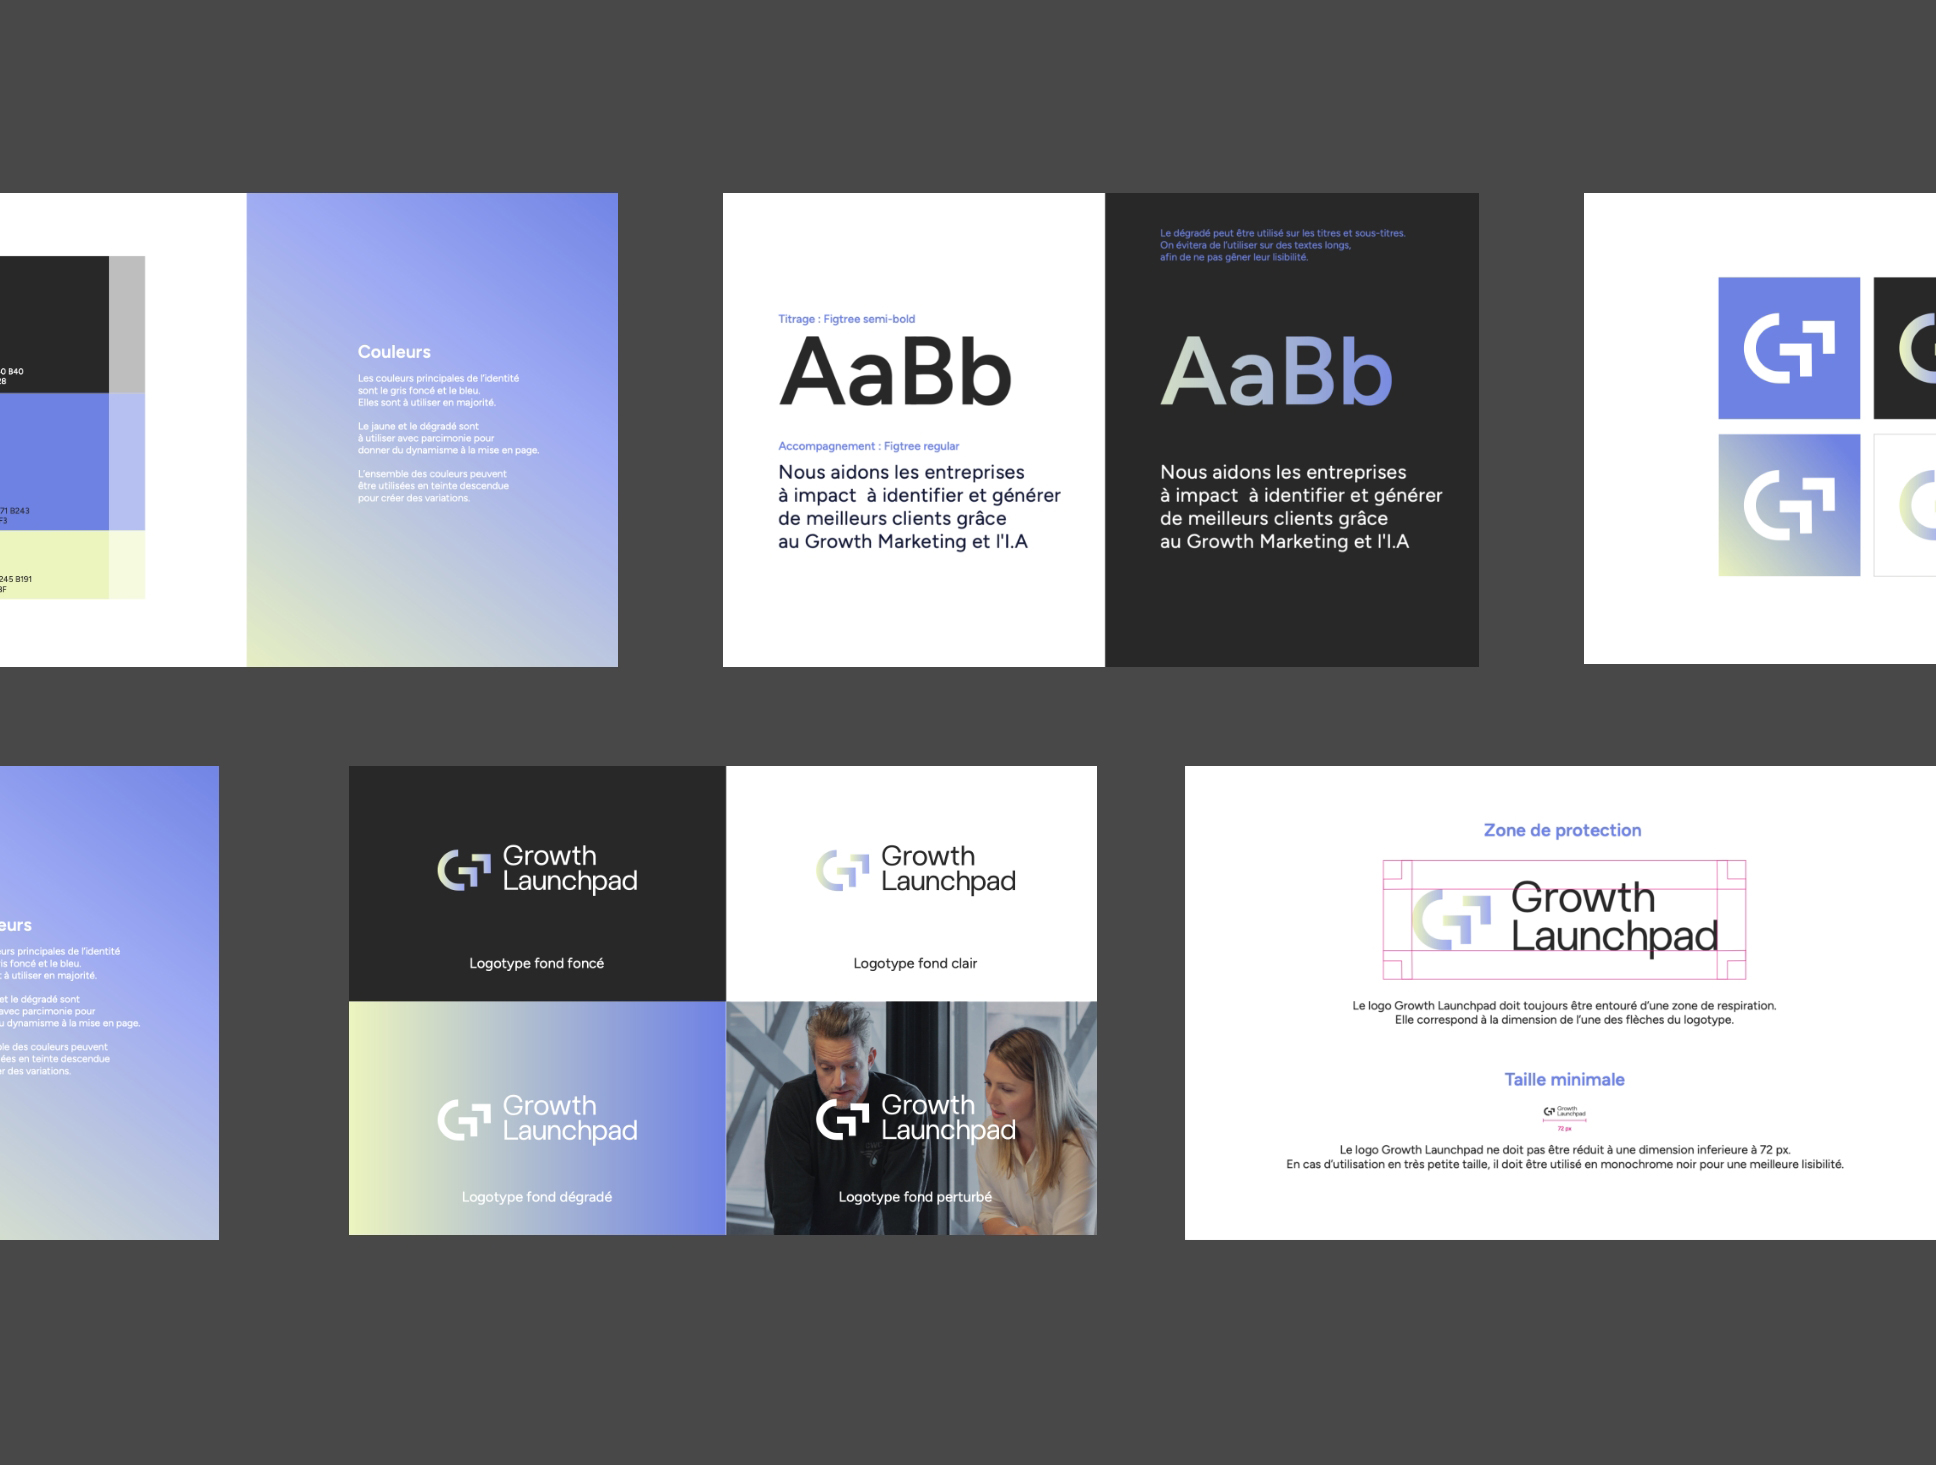 0 B40
28
71 B243
F3
245 B191
BF
Couleurs
Les couleurs principales de l'identité
sont le gris foncé et le bleu.
Elles sont à utiliser en majorité.
Le jaune et le dégradé sont
à utiliser avec parcimonie pour
donner du dynamisme à la mise en page.
L'ensemble des couleurs peuvent
être utilisées en teinte descendue
pour créer des variations.
Titrage : Figtree semi-bold
AaBb
Accompagnement : Figtree regular
Nous aidons les entreprises
à impact  à identifier et générer
de meilleurs clients grâce
au Growth Marketing et l'I.A
Le dégradé peut être utilisé sur les titres et sous-titres.
On évitera de l'utiliser sur des textes longs,
afin de ne pas gêner leur lisibilité.
AaBb
Nous aidons les entreprises
à impact  à identifier et générer
de meilleurs clients grâce
au Growth Marketing et l'I.A
eurs
urs principales de l'identité
is foncé et le bleu.
t à utiliser en majorité.
et le dégradé sont
avec parcimonie pour
u dynamisme à la mise en page.
ble des couleurs peuvent
ées en teinte descendue
er des variations.
Growth
Launchpad
Logotype fond foncé
Growth
Launchpad
Logotype fond clair
Growth
Launchpad
Logotype fond dégradé
Growth
Launchpad
Logotype fond perturbé
Zone de protection
Growth
Launchpad
Le logo Growth Launchpad doit toujours être entouré d'une zone de respiration.
Elle correspond à la dimension de l'une des flèches du logotype.
Taille minimale
Growth
Launchpad
72 px
Le logo Growth Launchpad ne doit pas être réduit à une dimension inferieure à 72 px.
En cas d'utilisation en très petite taille, il doit être utilisé en monochrome noir pour une meilleure lisibilité.